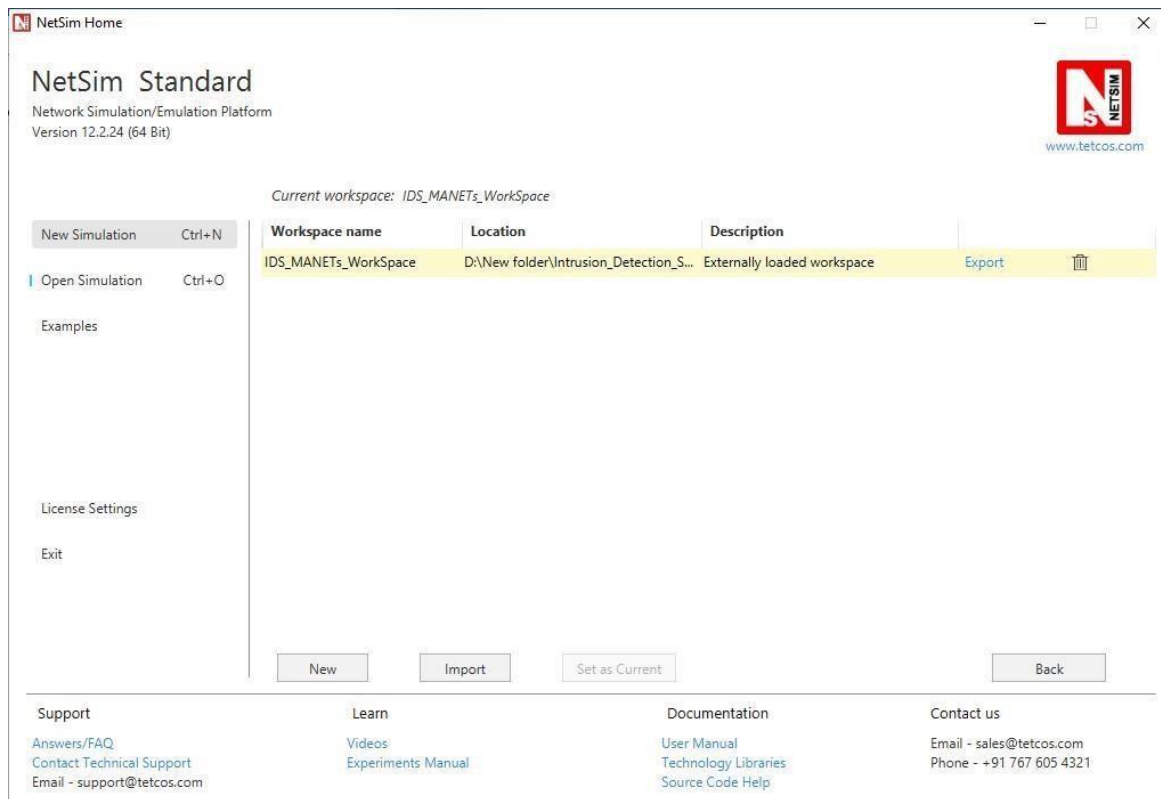 NetSim Home
NetSim Standard
Network Simulation/Emulation Platform
Version 12.2.24 (64 Bit)
NETSIM
www.tetcos.com
Current workspace: IDS_MANETs_WorkSpace
New Simulation Ctrl+N
Open Simulation Ctrl+O
Examples
License Settings
Exit
Workspace name Location Description
IDS_MANETs_WorkSpace D:\New folder\Intrusion_Detection_S... Externally loaded workspace Export
New Import Set as Current Back
Support Learn Documentation Contact us
Answers/FAQ Videos User Manual Email - sales@tetcos.com
Contact Technical Support Experiments Manual Technology Libraries Phone - +91 767 605 4321
Email - support@tetcos.com Source Code Help